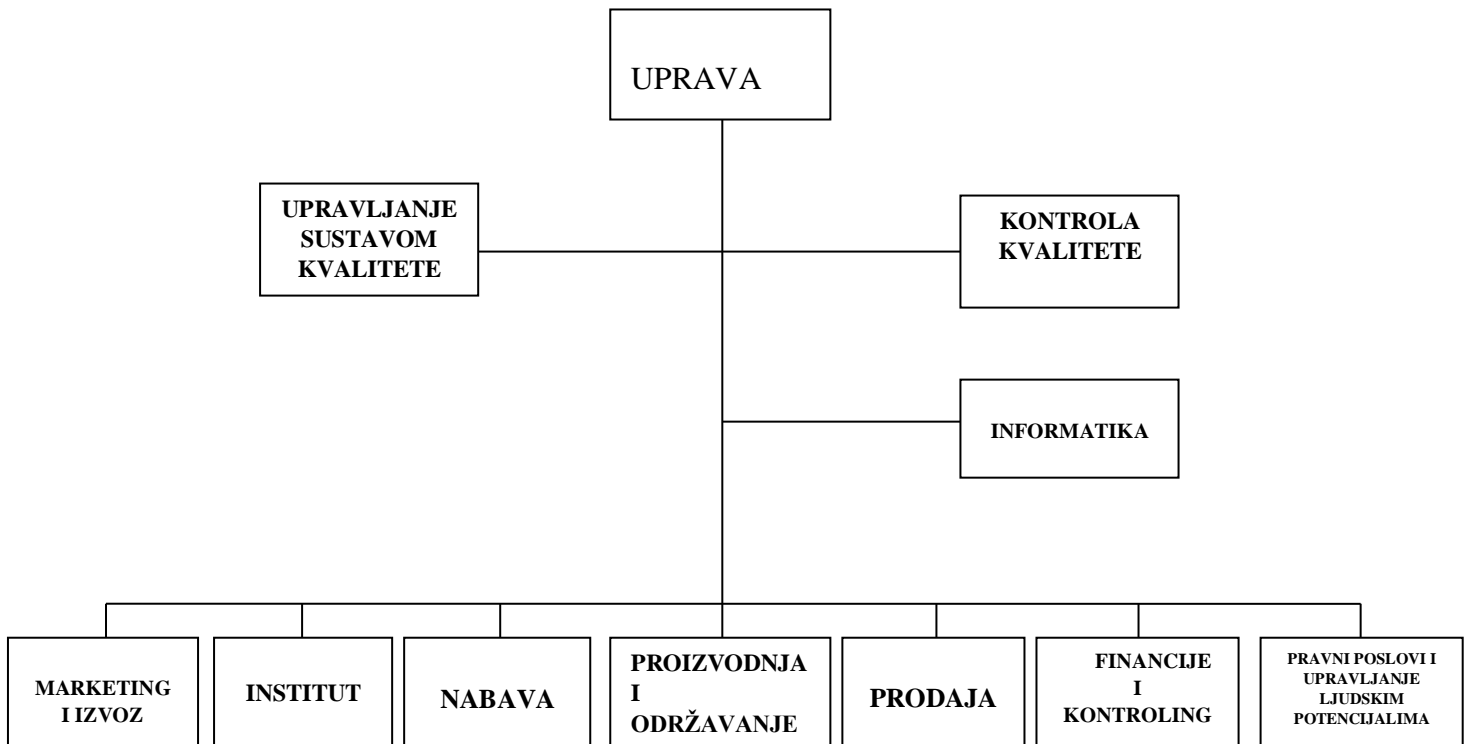 UPRAVA
UPRAVLJANJE
SUSTAVOM
KVALITETE
KONTROLA
KVALITETE
INFORMATIKA
MARKETING
I IZVOZ
INSTITUT
NABAVA
PROIZVODNJA
I
ODRŽAVANJE
PRODAJA
FINANCIJE
I
KONTROLING
PRAVNI POSLOVI I
UPRAVLJANJE
LJUDSKIM
POTENCIJALIMA